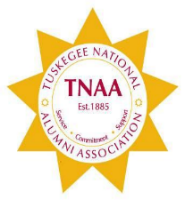 TUSKEGEE NATIONAL
TNAA
Est.1885
Service • Commitment • Support
ALUMNI ASSOCIATION